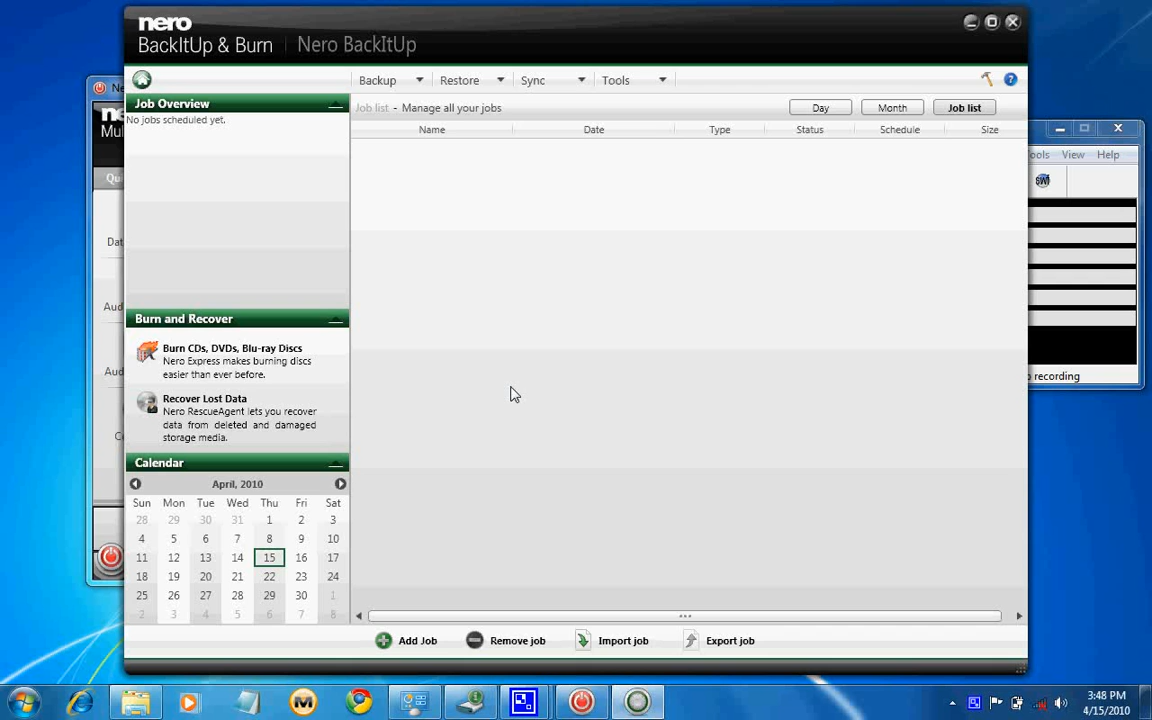 nero
BackItUp & Burn | Nero BackItUp
Backup Restore Sync Tools
Job Overview
No jobs scheduled yet.
Job list - Manage all your jobs
Day Month Job list
Name Date Type Status Schedule Size
Burn and Recover
Burn CDs, DVDs, Blu-ray Discs
Nero Express makes burning discs
easier than ever before.
Recover Lost Data
Nero RescueAgent lets you recover
data from deleted and damaged
storage media.
Calendar
April, 2010
Sun Mon Tue Wed Thu Fri Sat
28 29 30 31 1 2 3
4 5 6 7 8 9 10
11 12 13 14 15 16 17
18 19 20 21 22 23 24
25 26 27 28 29 30 1
2 3 4 5 6 7 8
Add Job Remove job Import job Export job
View Help
recording
3:48 PM
4/15/2010